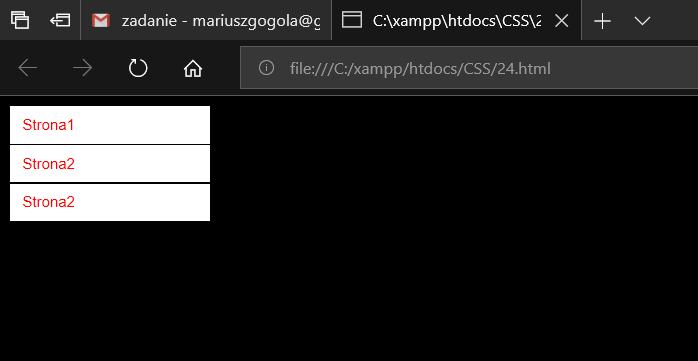 zadanie - mariuszgogola@g
C:\xampp\htdocs\CSS\2
file:///C:/xampp/htdocs/CSS/24.html
Strona1
Strona2
Strona2